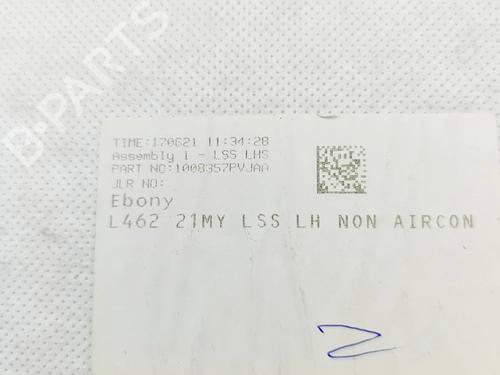 B-PARTS
TIME:170621 11:34:28
Assembly 1 - LSS LHS
PART NO:1008357PVJAA
JLR NO:
Ebony
L462 21MY LSS LH NON AIRCON